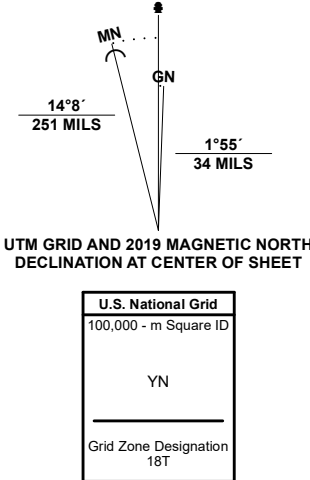 MN
GN
14°8´
251 MILS
1°55´
34 MILS
UTM GRID AND 2019 MAGNETIC NORTH
DECLINATION AT CENTER OF SHEET
U.S. National Grid
100,000 - m Square ID
YN
Grid Zone Designation
18T